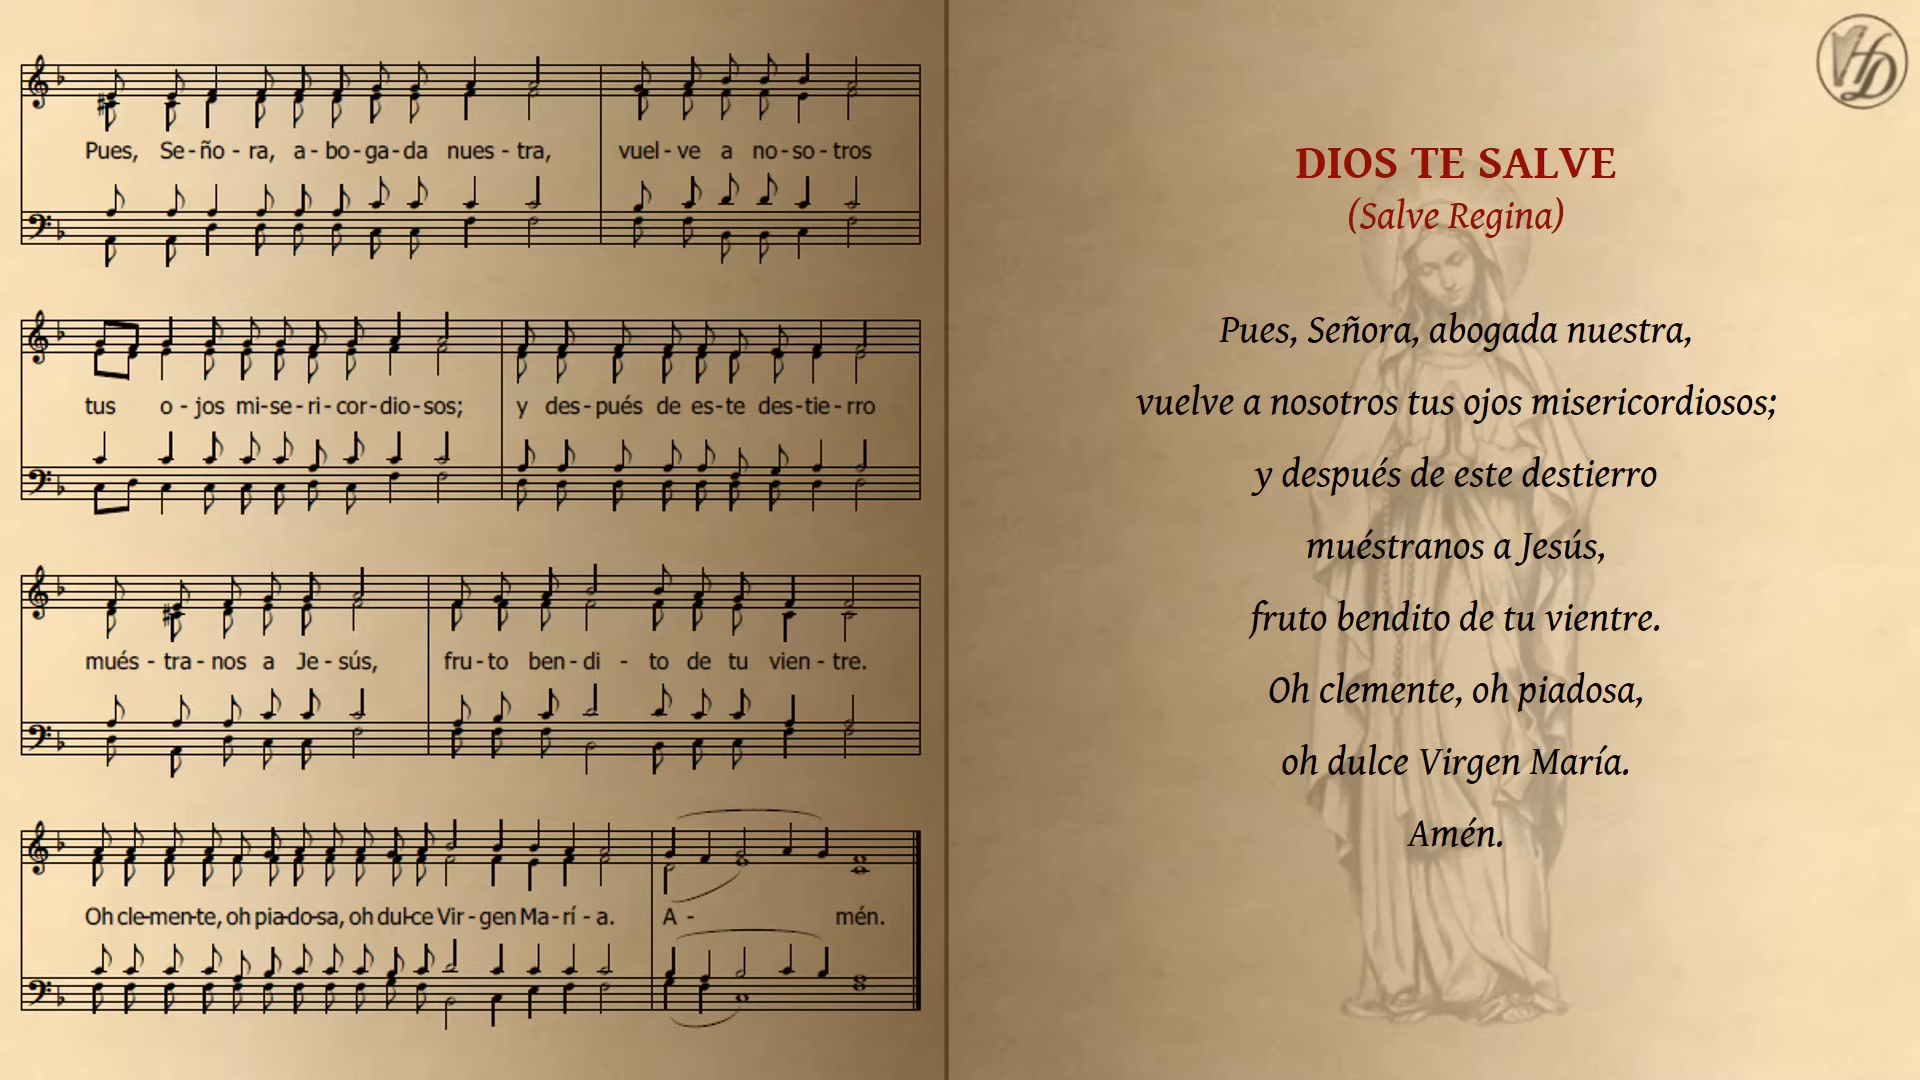 Pues, Se-ño-ra, a-bo-ga-da nues-tra, vuel-ve a no-so-tros
tus o-jos mi-se-ri-cor-dio-sos; y des-pués de es-te des-tie-rro
mués-tra-nos a Je-sús, fru-to ben-di-to de tu vien-tre.
Oh cle-men-te, oh pia-do-sa, oh dul-ce Vir-gen Ma-rí-a. A-mén.
HD
DIOS TE SALVE
(Salve Regina)
Pues, Señora, abogada nuestra,
vuelve a nosotros tus ojos misericordiosos;
y después de este destierro
muéstranos a Jesús,
fruto bendito de tu vientre.
Oh clemente, oh piadosa,
oh dulce Virgen María.
Amén.